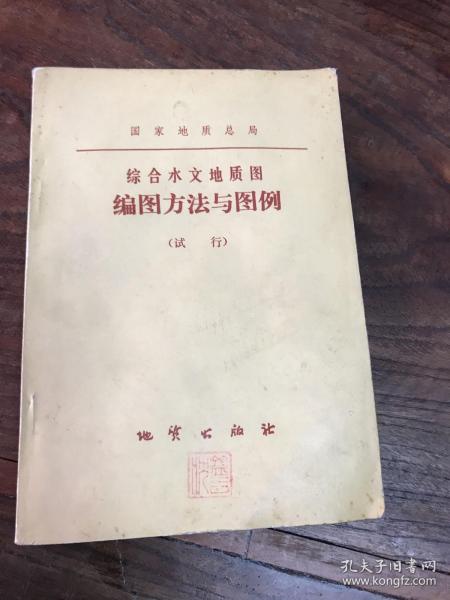 国家地质总局
综合水文地质图
编图方法与图例
(试行)
地质出版社
孔夫子旧书网
www.kongfz.com